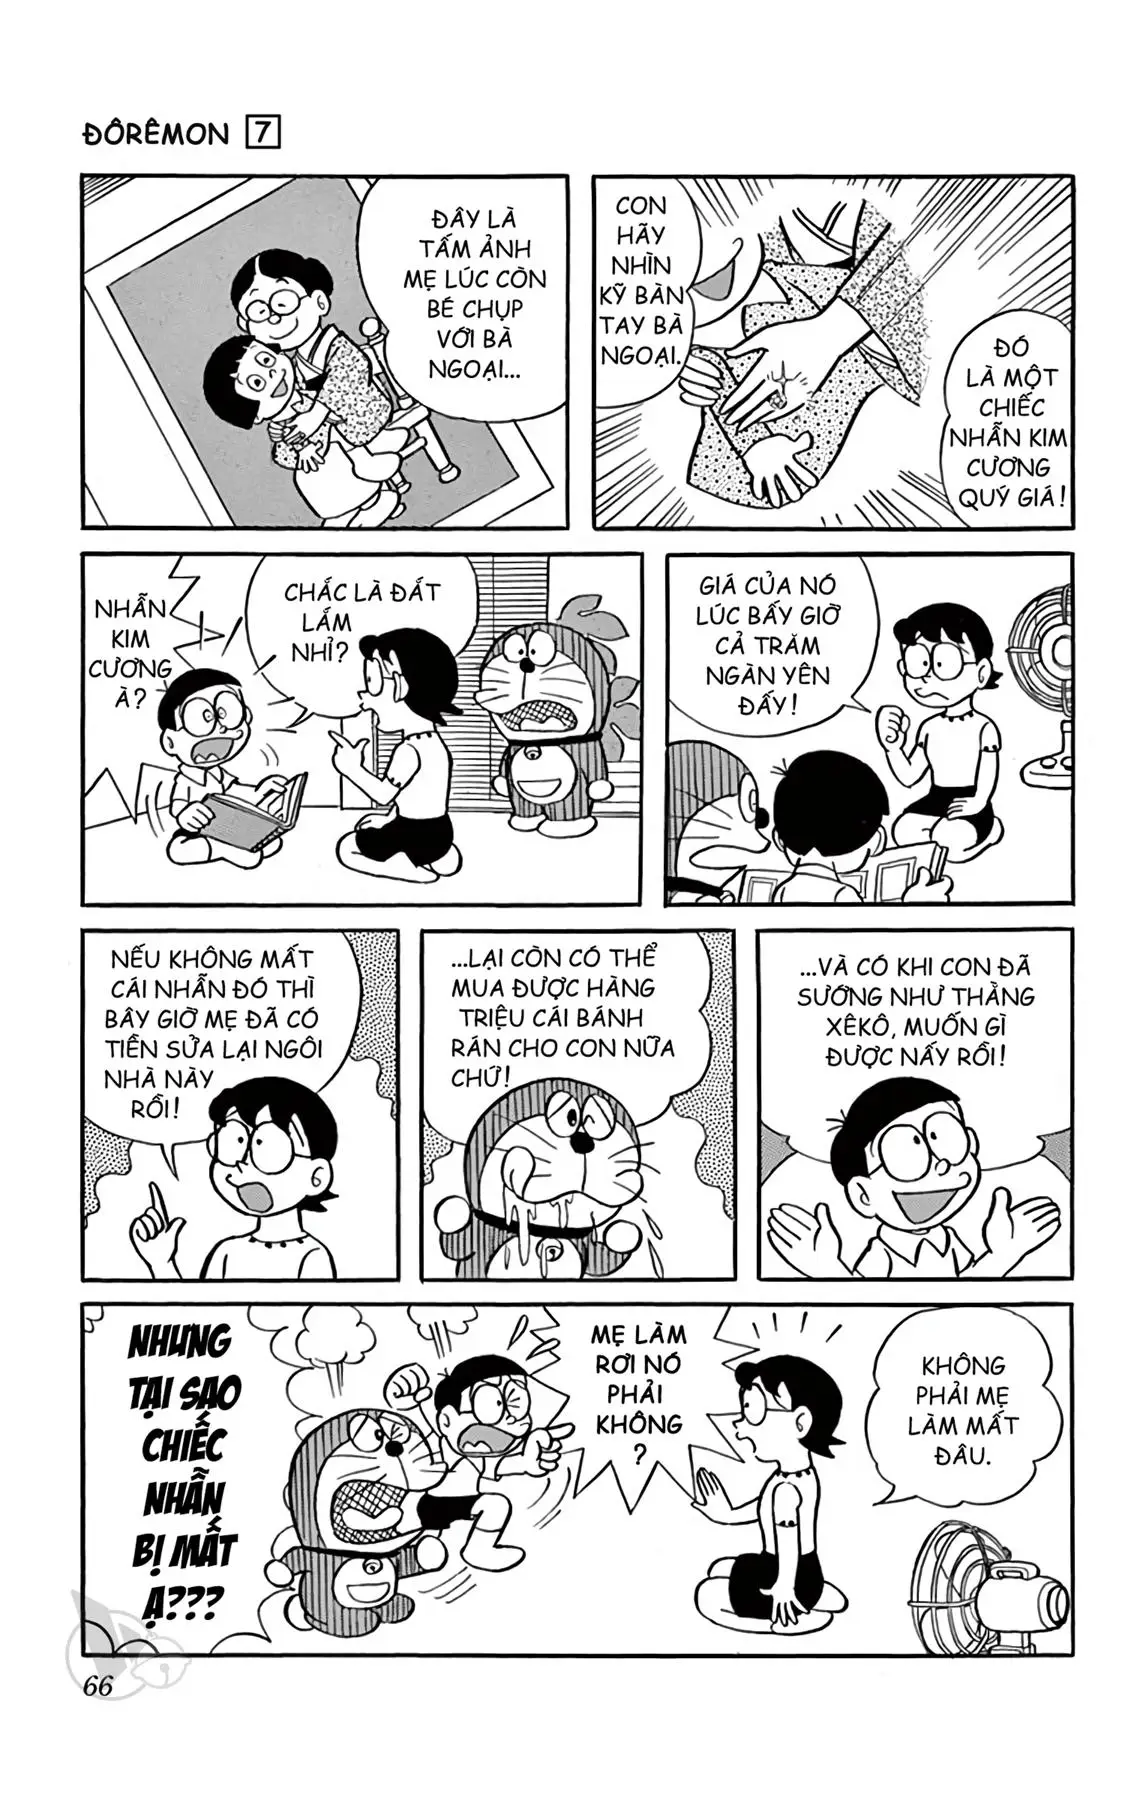 ĐÔRÊMON 7
ĐÂY LÀ
TẤM ẢNH
MẸ LÚC CÒN
BÉ CHỤP
VỚI BÀ
NGOẠI...
CON
HÃY
NHÌN
KỸ BÀN
TAY BÀ
NGOẠI.
ĐÓ
LÀ MỘT
CHIẾC
NHẪN KIM
CƯƠNG
QUÝ GIÁ!
NHẪN
KIM
CƯƠNG
À?
CHẮC LÀ ĐẮT
LẮM
NHỈ?
GIÁ CỦA NÓ
LÚC BẤY GIỜ
CẢ TRĂM
NGÀN YÊN
ĐẤY!
NẾU KHÔNG MẤT
CÁI NHẪN ĐÓ THÌ
BÂY GIỜ MẸ ĐÃ CÓ
TIỀN SỬA LẠI NGÔI
NHÀ NÀY
RỒI!
...LẠI CÒN CÓ THỂ
MUA ĐƯỢC HÀNG
TRIỆU CÁI BÁNH
RÁN CHO CON NỮA
CHỨ!
...VÀ CÓ KHI CON ĐÃ
SƯỚNG NHƯ THẰNG
XÊKÔ, MUỐN GÌ
ĐƯỢC NẤY RỒI!
NHƯNG
TẠI SAO
CHIẾC
NHẪN
BỊ MẤT
Ạ???
MẸ LÀM
RƠI NÓ
PHẢI
KHÔNG
?
KHÔNG
PHẢI MẸ
LÀM MẤT
ĐÂU.
66